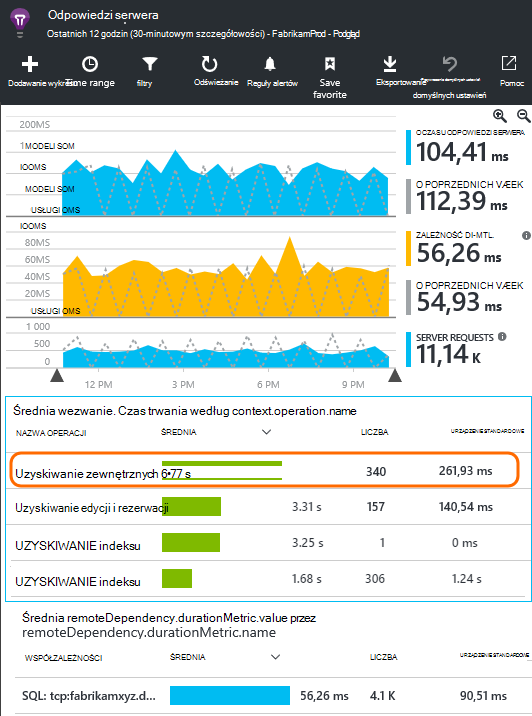 Odpowiedzi serwera
Ostatnich 12 godzin (30-minutowym szczegółowości) - FabrikamProd - Podgląd
Dodawanie wykresu
Time range
filtry
Odświeżanie
Reguły alertów
Save
favorite
Eksportowanie
domyślnych ustawień
Pomoc
200MS
1MODELI SOM
IOOMS
MODELI SOM
USŁUGI OMS
OCZASU ODPOWIEDZI SERWERA
104,41 ms
O POPRZEDNICH WEEK
112,39 ms
IOOMS
80MS
60MS
40MS
20MS
USŁUGI OMS
ZALEŻNOŚĆ DI-MTL.
56,26 ms
O POPRZEDNICH WEEK
54,93 ms
1 000
500
0
SERVER REQUESTS
11,14 K
12 PM
3 PM
6 PM
9 PM
Średnia wezwanie. Czas trwania według context.operation.name
NAZWA OPERACJI ŚREDNIA LICZBA URZĄDZENIE STANDARDOWE
Uzyskiwanie zewnętrznych 6•77 s 340 261,93 ms
Uzyskiwanie edycji i rezerwacji 3.31 s 157 140,54 ms
UZYSKIWANIE indeksu 3.25 s 1 0 ms
UZYSKIWANIE indeksu 1.68 s 306 1.24 s
Średnia remoteDependency.durationMetric.value przez
remoteDependency.durationMetric.name
WSPÓŁZALEŻNOŚCI ŚREDNIA LICZBA URZĄDZENIE STANDARDOWE
SQL: tcp:fabrikamxyz.d... 56,26 ms 4.1 K 90,51 ms